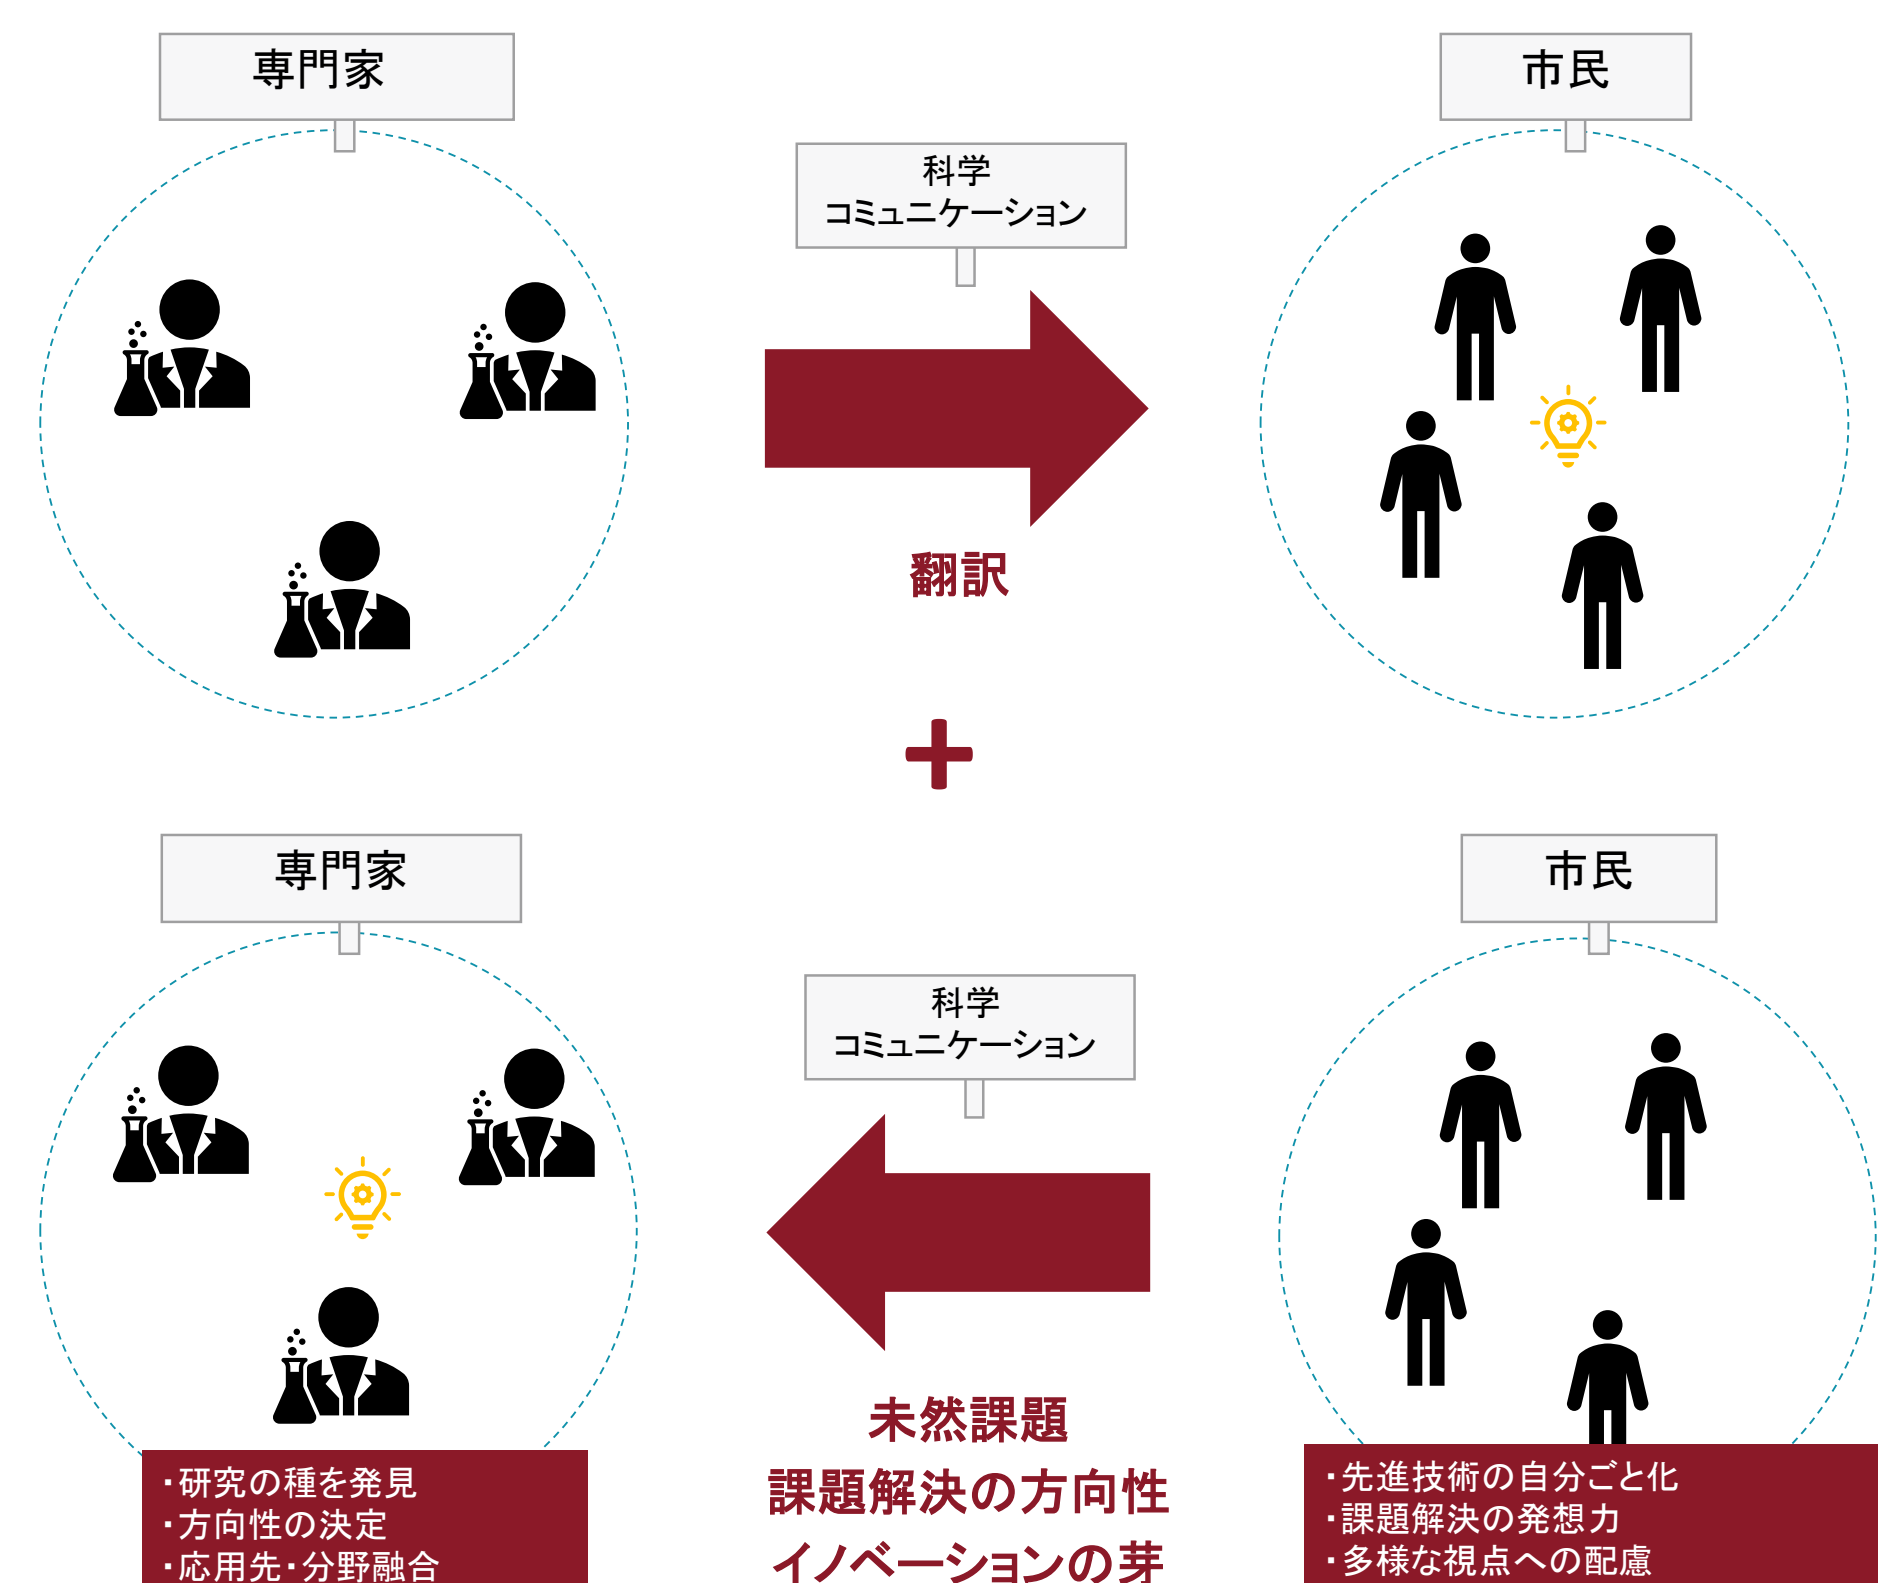 専門家
市民
科学
コミュニケーション
翻訳
+
専門家
市民
科学
コミュニケーション
未然課題
課題解決の方向性
イノベーションの芽
・研究の種を発見
・方向性の決定
・応用先・分野融合
・先進技術の自分ごと化
・課題解決の発想力
・多様な視点への配慮